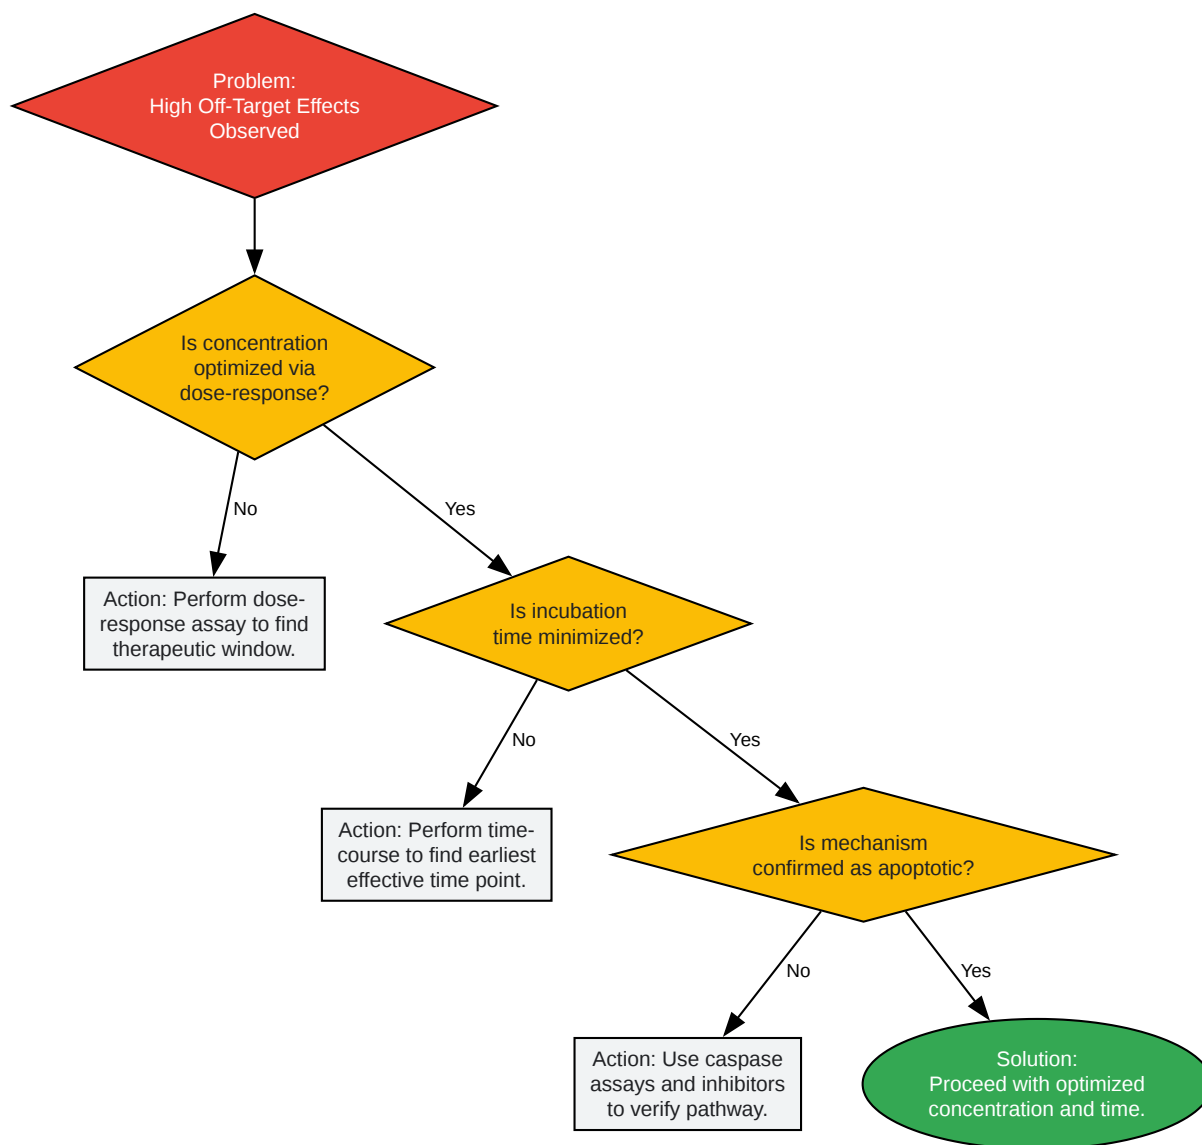 Problem:
High Off-Target Effects
Observed
Is concentration
optimized via
dose-response?
No
Yes
Action: Perform dose-
response assay to find
therapeutic window.
Is incubation
time minimized?
No
Yes
Action: Perform time-
course to find earliest
effective time point.
Is mechanism
confirmed as apoptotic?
No
Yes
Action: Use caspase
assays and inhibitors
to verify pathway.
Solution:
Proceed with optimized
concentration and time.